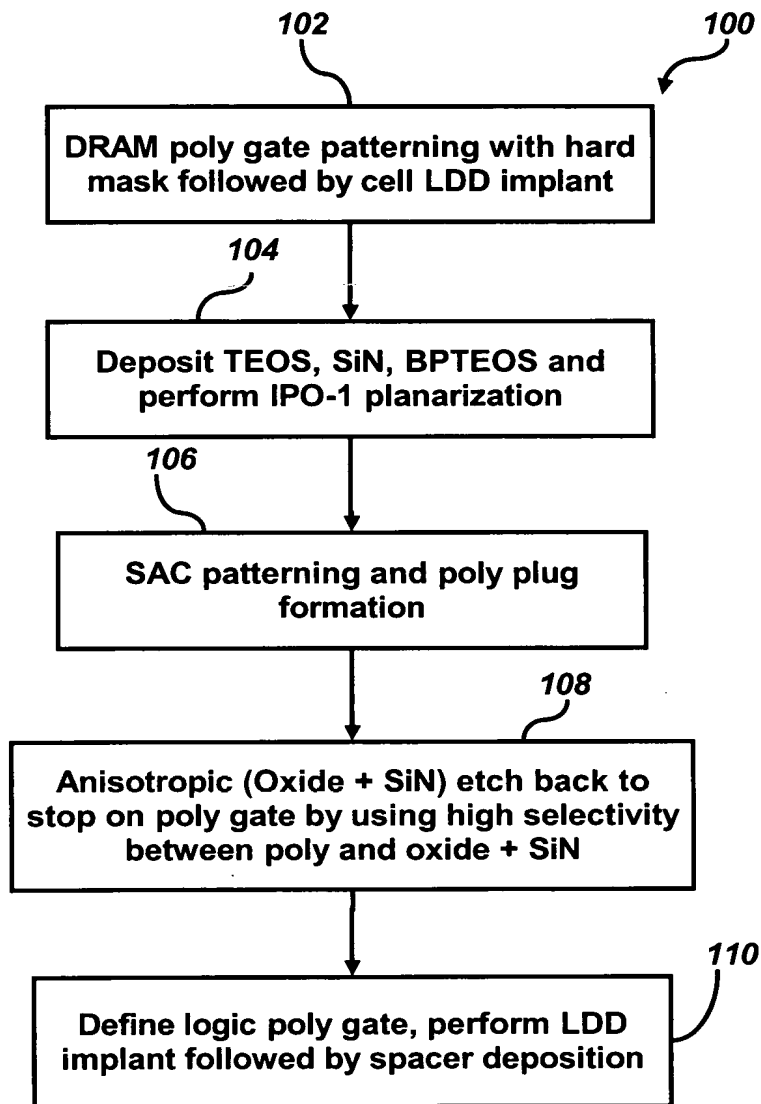 102
100
DRAM poly gate patterning with hard
mask followed by cell LDD implant
104
Deposit TEOS, SiN, BPTEOS and
perform IPO-1 planarization
106
SAC patterning and poly plug
formation
108
Anisotropic (Oxide + SiN) etch back to
stop on poly gate by using high selectivity
between poly and oxide + SiN
110
Define logic poly gate, perform LDD
implant followed by spacer deposition